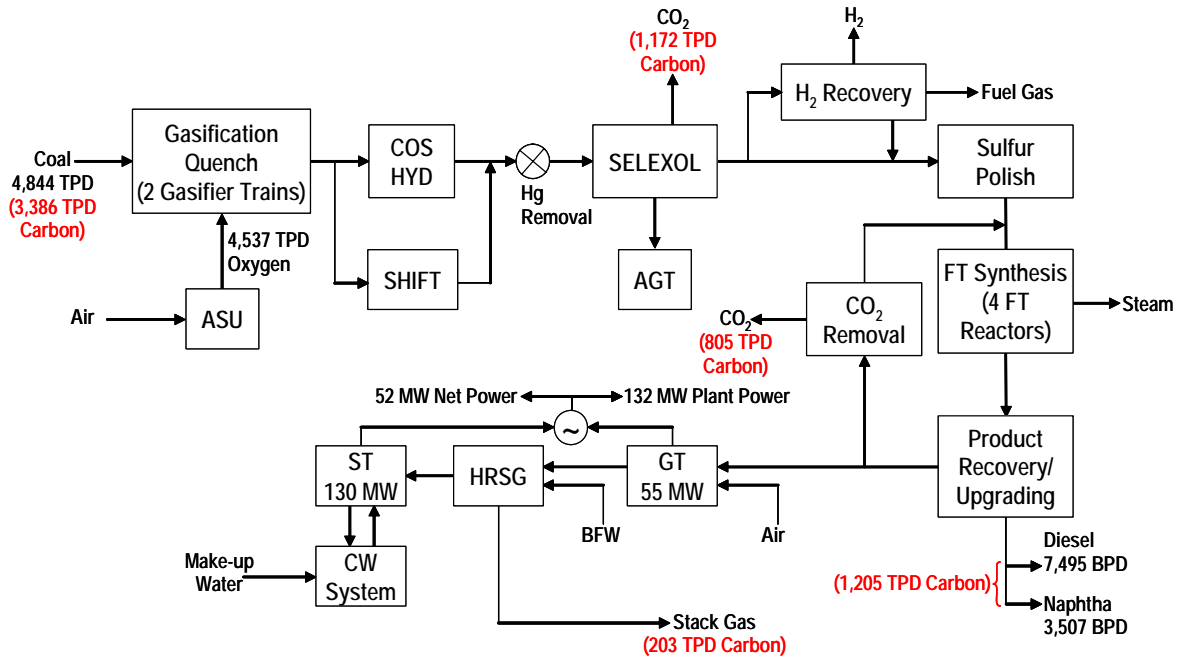 CO₂
(1,172 TPD
Carbon)
H₂
H₂ Recovery
Fuel Gas
Coal
4,844 TPD
(3,386 TPD
Carbon)
Gasification
Quench
(2 Gasifier Trains)
COS
HYD
Hg
Removal
SELEXOL
Sulfur
Polish
4,537 TPD
Oxygen
SHIFT
AGT
Air
ASU
CO₂
(805 TPD
Carbon)
CO₂
Removal
FT Synthesis
(4 FT
Reactors)
Steam
52 MW Net Power
132 MW Plant Power
~
ST
130 MW
HRSG
GT
55 MW
Product
Recovery/
Upgrading
BFW
Air
Make-up
Water
CW
System
Diesel
7,495 BPD
(1,205 TPD Carbon)
Naphtha
3,507 BPD
Stack Gas
(203 TPD Carbon)